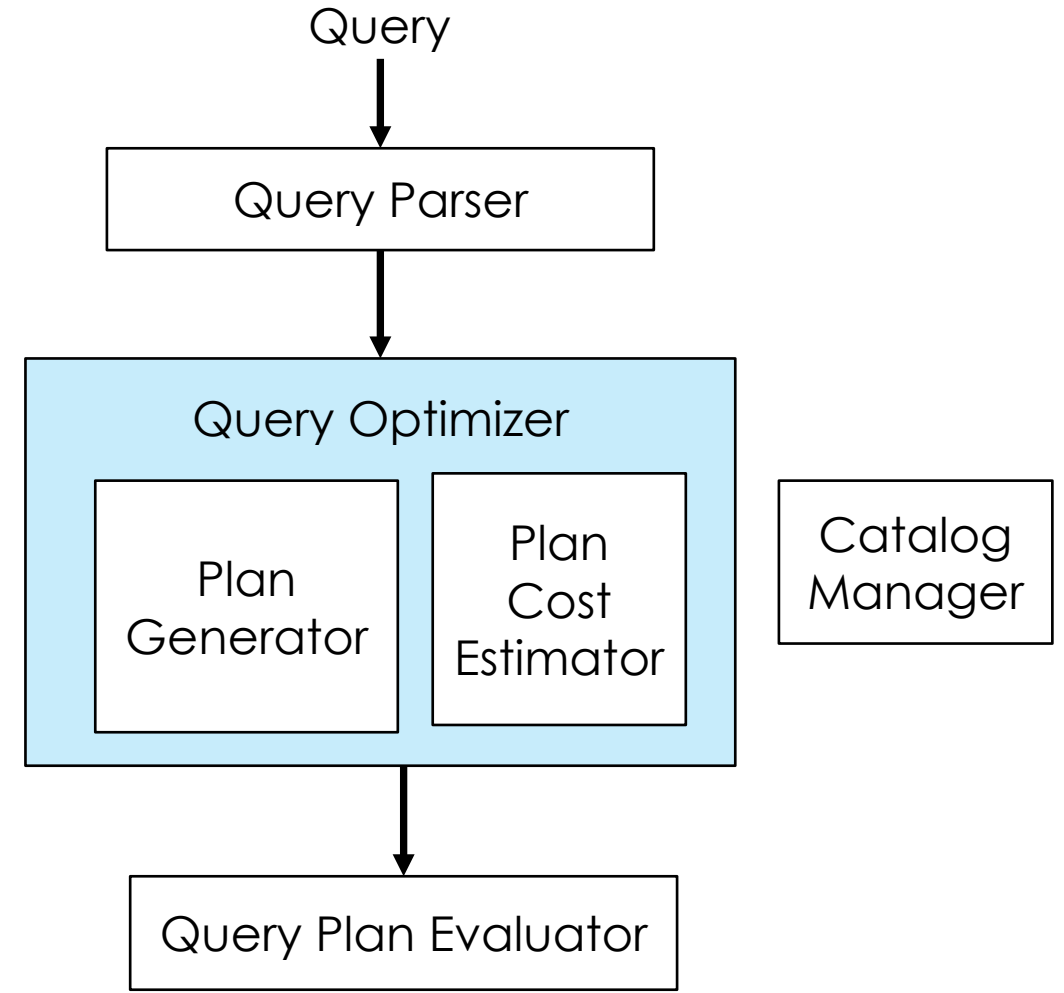 Query
Query Parser
Query Optimizer
Plan
Generator
Plan
Cost
Estimator
Catalog
Manager
Query Plan Evaluator